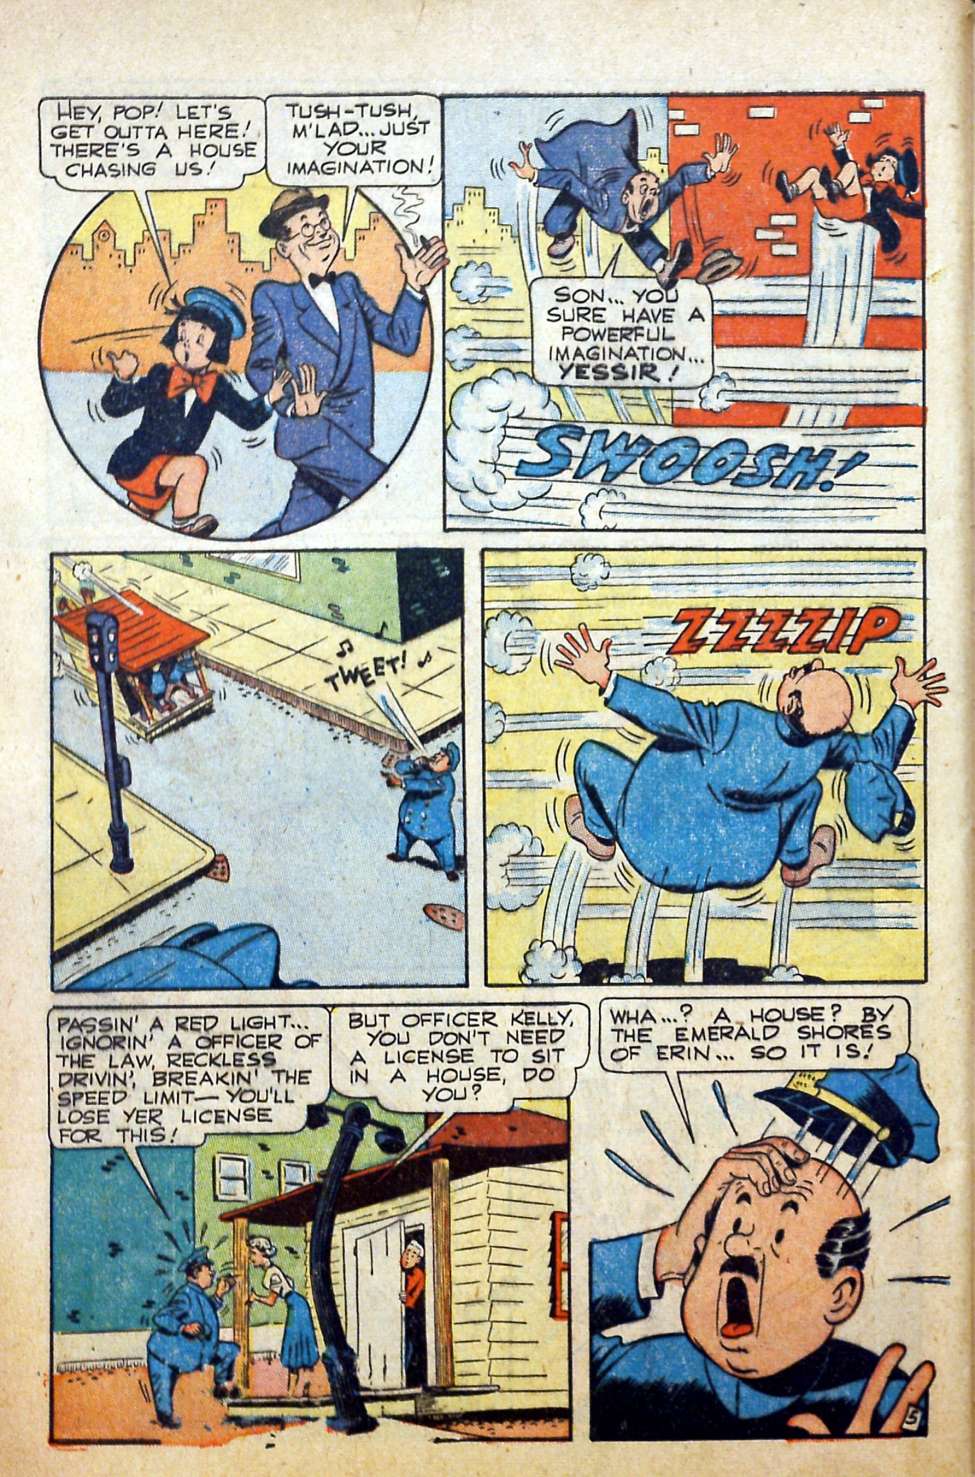 HEY, POP! LET'S
GET OUTTA HERE!
THERE'S A HOUSE
CHASING US!
TUSH-TUSH,
M'LAD... JUST
YOUR
IMAGINATION!
SON... YOU
SURE HAVE A
POWERFUL
IMAGINATION...
YESSIR!
SWOOSH!
TWEET!
ZZZZZIP
PASSIN' A RED LIGHT...
IGNORIN' A OFFICER OF
THE LAW, RECKLESS
DRIVIN', BREAKIN' THE
SPEED LIMIT—YOU'LL
LOSE YER LICENSE
FOR THIS!
BUT OFFICER KELLY,
YOU DON'T NEED
A LICENSE TO SIT
IN A HOUSE, DO
YOU?
WHA...? A HOUSE? BY
THE EMERALD SHORES
OF ERIN... SO IT IS!
5